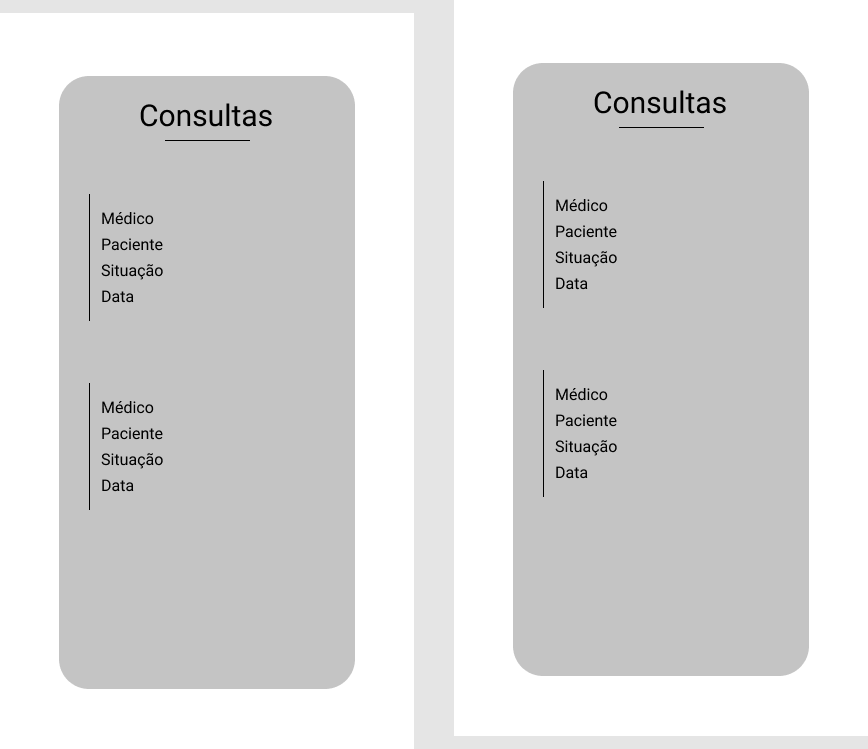 Consultas
Médico
Paciente
Situação
Data
Médico
Paciente
Situação
Data
Consultas
Médico
Paciente
Situação
Data
Médico
Paciente
Situação
Data